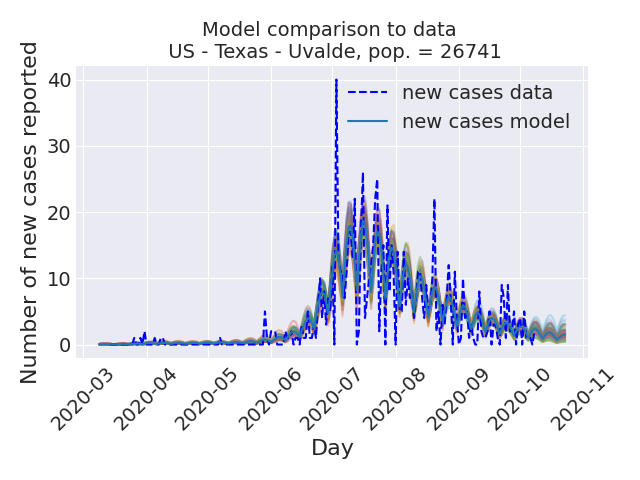 Model comparison to data
US - Texas - Uvalde, pop. = 26741
Number of new cases reported
40
30
20
10
0
new cases data
new cases model
2020-03
2020-04
2020-05
2020-06
2020-07
2020-08
2020-09
2020-10
2020-11
Day